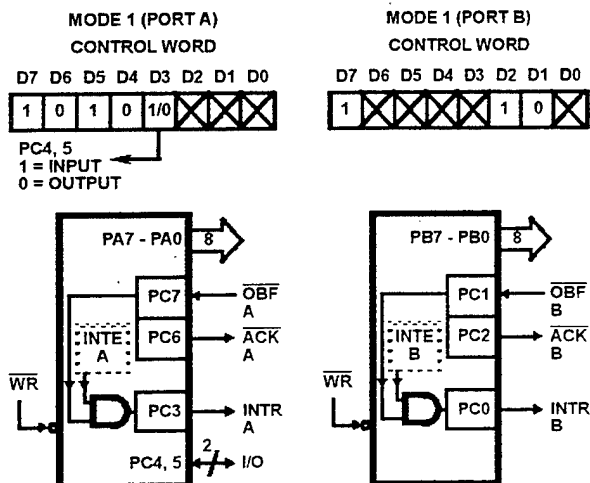 MODE 1 (PORT A)
CONTROL WORD
D7 D6 D5 D4 D3 D2 D1 D0
1 0 1 0 1/0
PC4, 5
1 = INPUT
0 = OUTPUT
PA7 - PA0 8
PC7 OBF A
INTE A
PC6 ACK A
WR
PC3 INTR A
PC4, 5 2 I/O
MODE 1 (PORT B)
CONTROL WORD
D7 D6 D5 D4 D3 D2 D1 D0
1 1 0
PB7 - PB0 8
PC1 OBF B
INTE B
PC2 ACK B
WR
PC0 INTR B